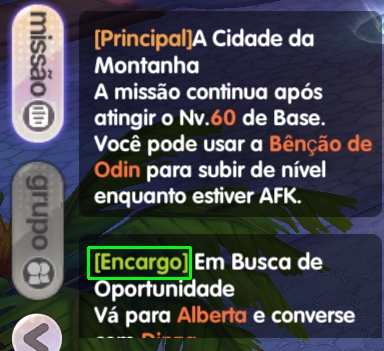 missão
grupo
[Principal]A Cidade da
Montanha
A missão continua após
atingir o Nv.60 de Base.
Você pode usar a Bênção de
Odin para subir de nível
enquanto estiver AFK.
[Encargo] Em Busca de
Oportunidade
Vá para Alberta e converse
com